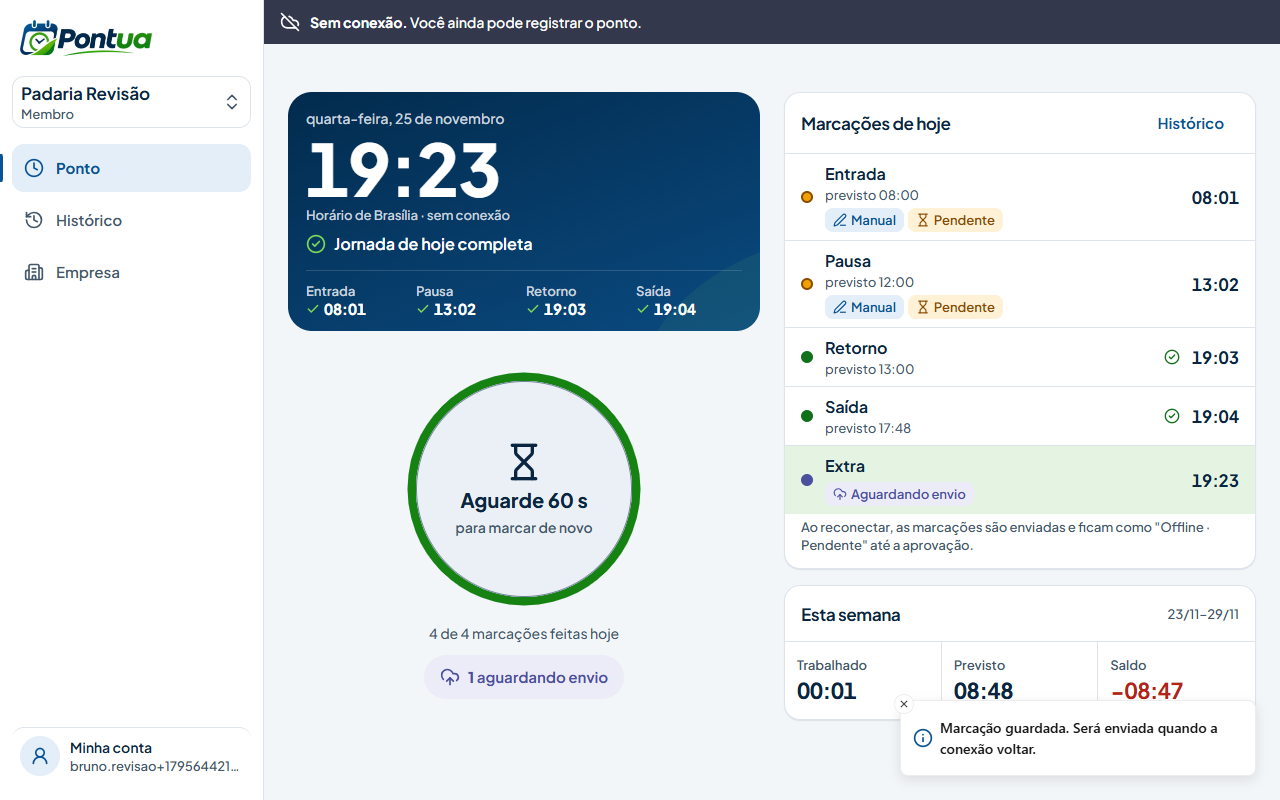 Pontua
Padaria Revisão
Membro
Ponto
Histórico
Empresa
Minha conta
bruno.revisao+179564421...
Sem conexão. Você ainda pode registrar o ponto.
quarta-feira, 25 de novembro
19:23
Horário de Brasília · sem conexão
Jornada de hoje completa
Entrada Pausa Retorno Saída
08:01 13:02 19:03 19:04
Aguarde 60 s
para marcar de novo
4 de 4 marcações feitas hoje
1 aguardando envio
Marcações de hoje Histórico
Entrada
previsto 08:00
Manual Pendente
08:01
Pausa
previsto 12:00
Manual Pendente
13:02
Retorno
previsto 13:00
19:03
Saída
previsto 17:48
19:04
Extra
Aguardando envio
19:23
Ao reconectar, as marcações são enviadas e ficam como "Offline ·
Pendente" até a aprovação.
Esta semana 23/11–29/11
Trabalhado Previsto Saldo
00:01 08:48 −08:47
Marcação guardada. Será enviada quando a
conexão voltar.